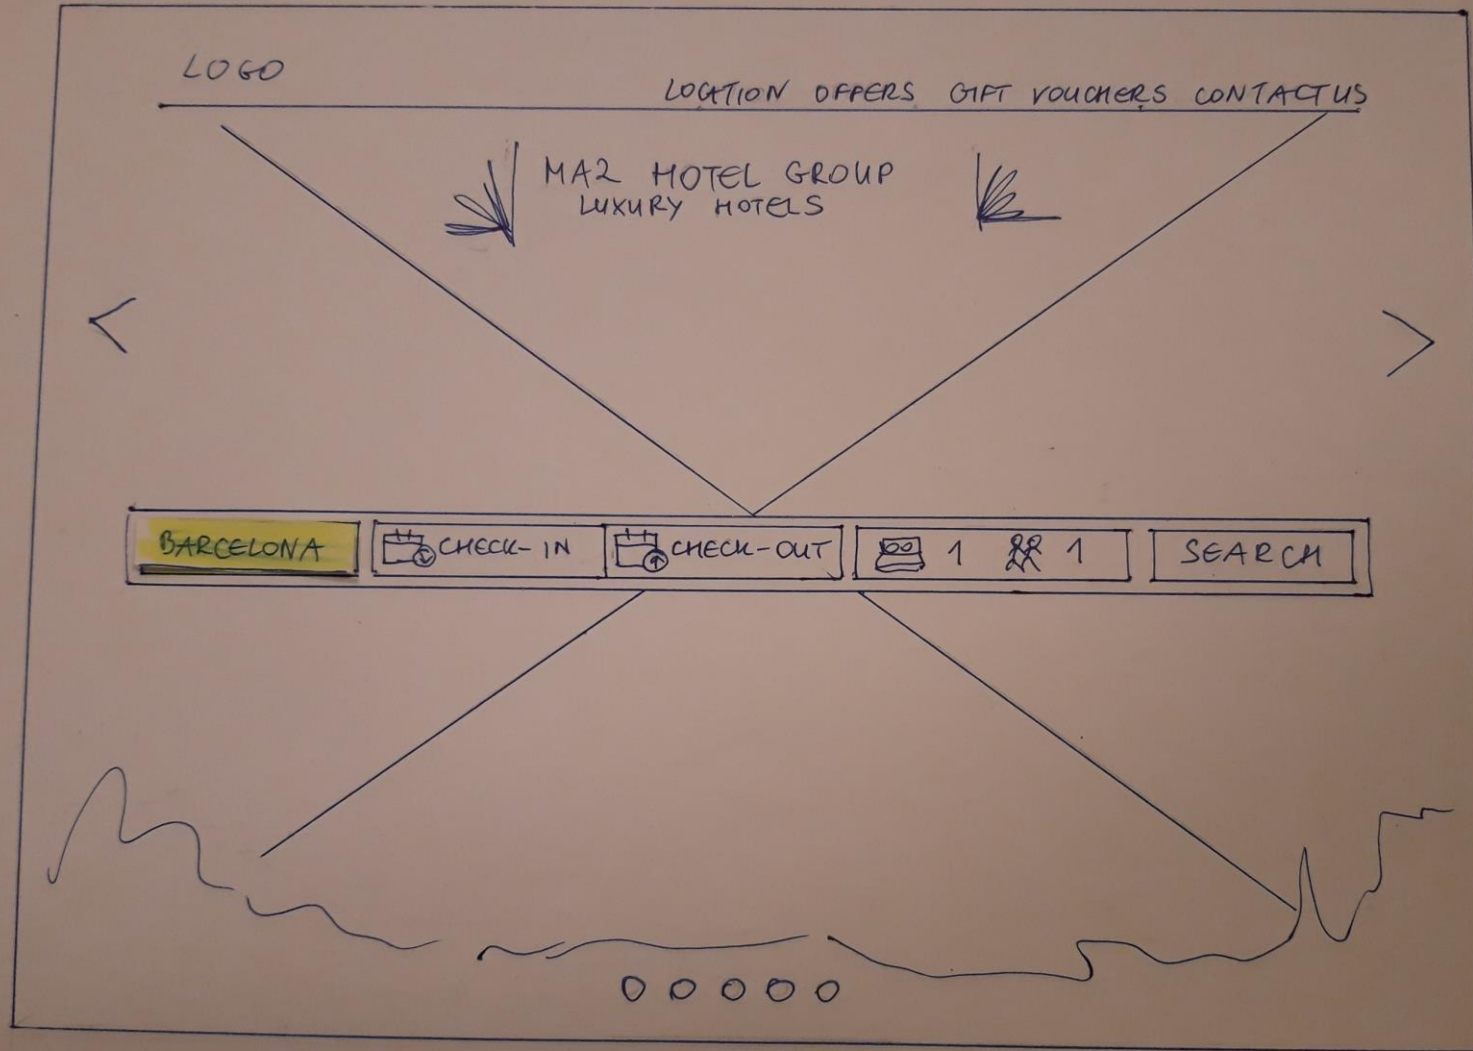 LOGO
LOCATION OFFERS GIFT VOUCHERS CONTACT US
MA2 HOTEL GROUP
LUXURY HOTELS
BARCELONA CHECK-IN CHECK-OUT 1 1 SEARCH